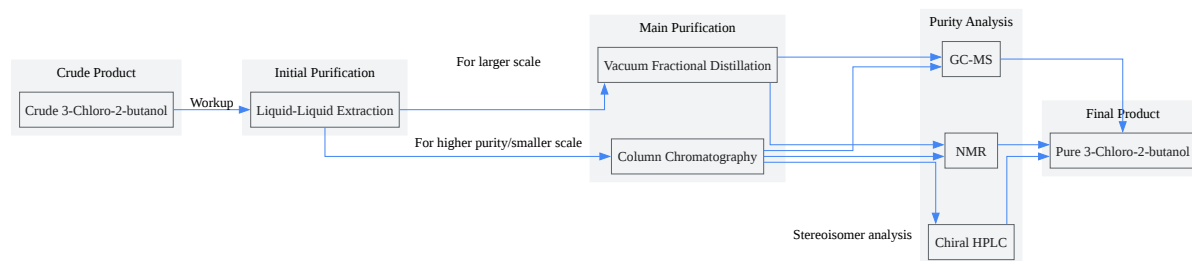 Crude Product
Crude 3-Chloro-2-butanol
Workup
Initial Purification
Liquid-Liquid Extraction
For larger scale
For higher purity/smaller scale
Main Purification
Vacuum Fractional Distillation
Column Chromatography
Stereoisomer analysis
Purity Analysis
GC-MS
NMR
Chiral HPLC
Final Product
Pure 3-Chloro-2-butanol